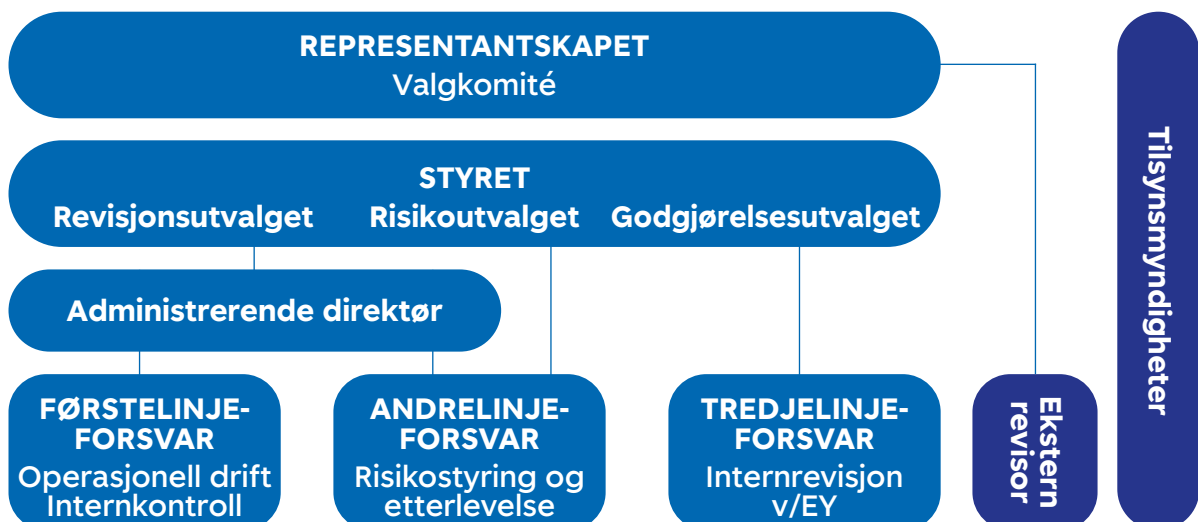 REPRESENTANTSKAPET
Valgkomité
STYRET
Revisjonsutvalget Risikoutvalget Godgjørelsesutvalget
Administrerende direktør
FØRSTELINJE-
FORSVAR
Operasjonell drift
Internkontroll
ANDRELINJE-
FORSVAR
Risikostyring og
etterlevelse
TREDJELINJE-
FORSVAR
Internrevisjon
v/EY
Ekstern
revisor
Tilsynsmyndigheter